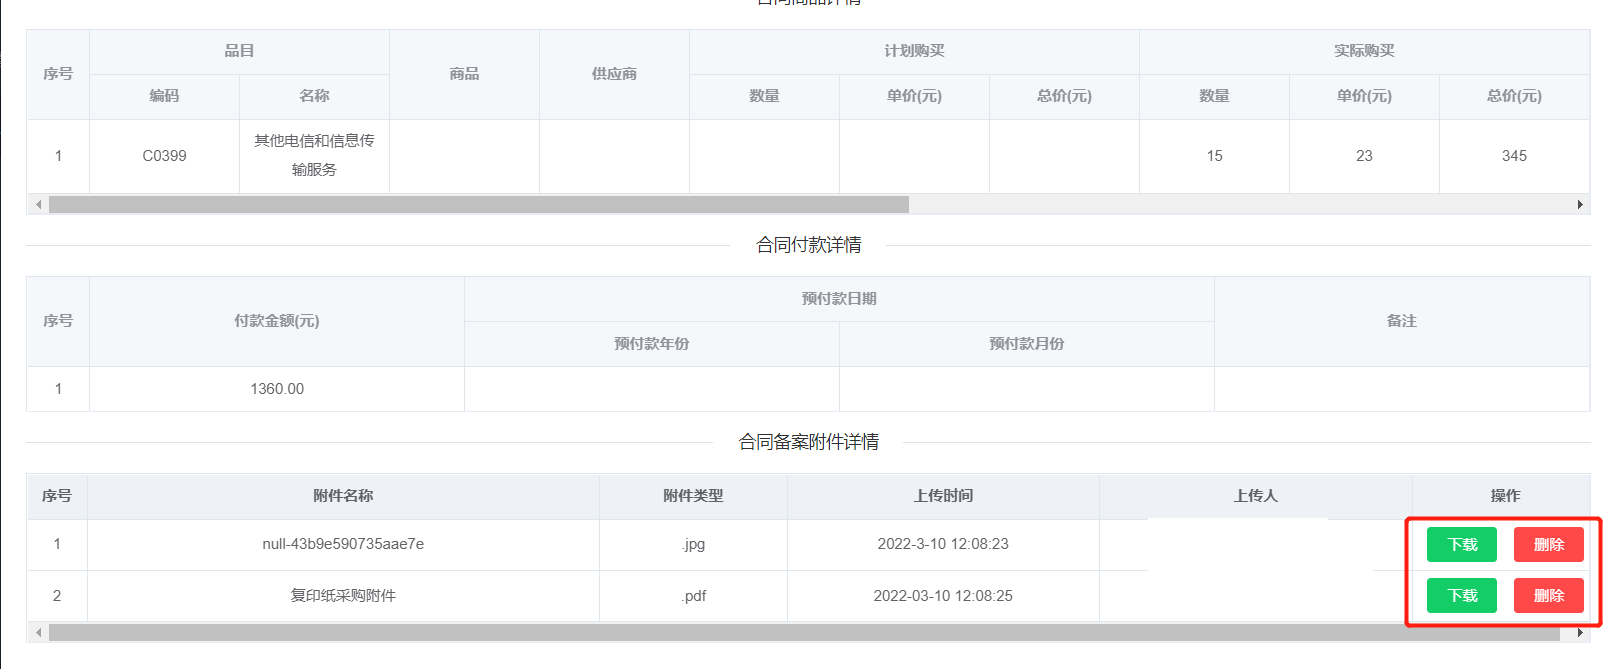 合同商品详情
序号 品目 商品 供应商 计划购买 实际购买
编码 名称 数量 单价(元) 总价(元) 数量 单价(元) 总价(元)
1 C0399 其他电信和信息传 15 23 345
输服务
合同付款详情
序号 付款金额(元) 预付款日期 备注
预付款年份 预付款月份
1 1360.00
合同备案附件详情
序号 附件名称 附件类型 上传时间 上传人 操作
1 null-43b9e590735aae7e .jpg 2022-3-10 12:08:23 下载 删除
2 复印纸采购附件 .pdf 2022-03-10 12:08:25 下载 删除